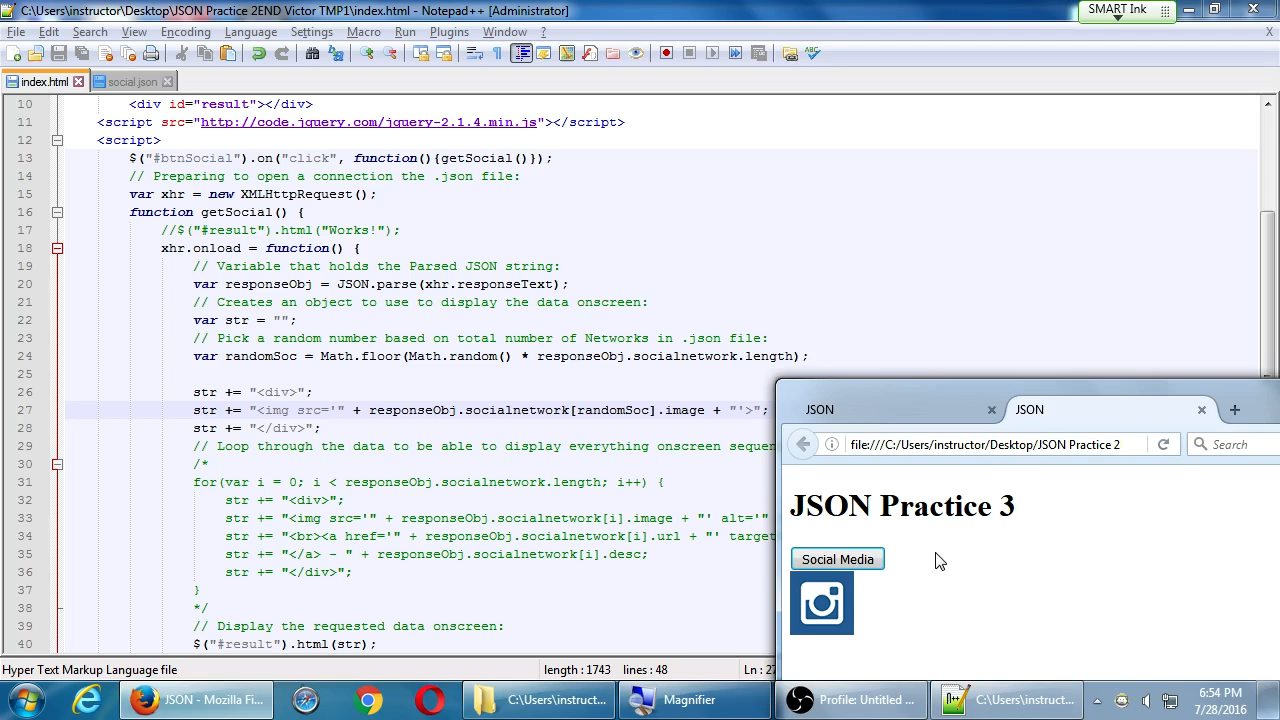 C:\Users\instructor\Desktop\JSON Practice 2END Victor TMP1\index.html - Notepad++ [Administrator]
SMART Ink
File Edit Search View Encoding Language Settings Macro Run Plugins Window ?
index.html social.json
10 <div id="result"></div>
11 <script src="http://code.jquery.com/jquery-2.1.4.min.js"></script>
12 <script>
13 $("#btnSocial").on("click", function(){getSocial()});
14 // Preparing to open a connection the .json file:
15 var xhr = new XMLHttpRequest();
16 function getSocial() {
17 //$("#result").html("Works!");
18 xhr.onload = function() {
19 // Variable that holds the Parsed JSON string:
20 var responseObj = JSON.parse(xhr.responseText);
21 // Creates an object to use to display the data onscreen:
22 var str = "";
23 // Pick a random number based on total number of Networks in .json file:
24 var randomSoc = Math.floor(Math.random() * responseObj.socialnetwork.length);
25
26 str += "<div>";
27 str += "<img src='" + responseObj.socialnetwork[randomSoc].image + "'>";
28 str += "</div>";
29 // Loop through the data to be able to display everything onscreen sequen
30 /*
31 for(var i = 0; i < responseObj.socialnetwork.length; i++) {
32 str += "<div>";
33 str += "<img src='" + responseObj.socialnetwork[i].image + "' alt='"
34 str += "<br><a href='" + responseObj.socialnetwork[i].url + "' target
35 str += "</a> - " + responseObj.socialnetwork[i].desc;
36 str += "</div>";
37 }
38 */
39 // Display the requested data onscreen:
40 $("#result").html(str);
JSON JSON
file:///C:/Users/instructor/Desktop/JSON Practice 2
Search
JSON Practice 3
Social Media
Hyper Text Markup Language file length : 1743 lines : 48 Ln : 27
JSON - Mozilla Fi... C:\Users\instruct... Magnifier Profile: Untitled ... C:\Users\instruct...
6:54 PM
7/28/2016